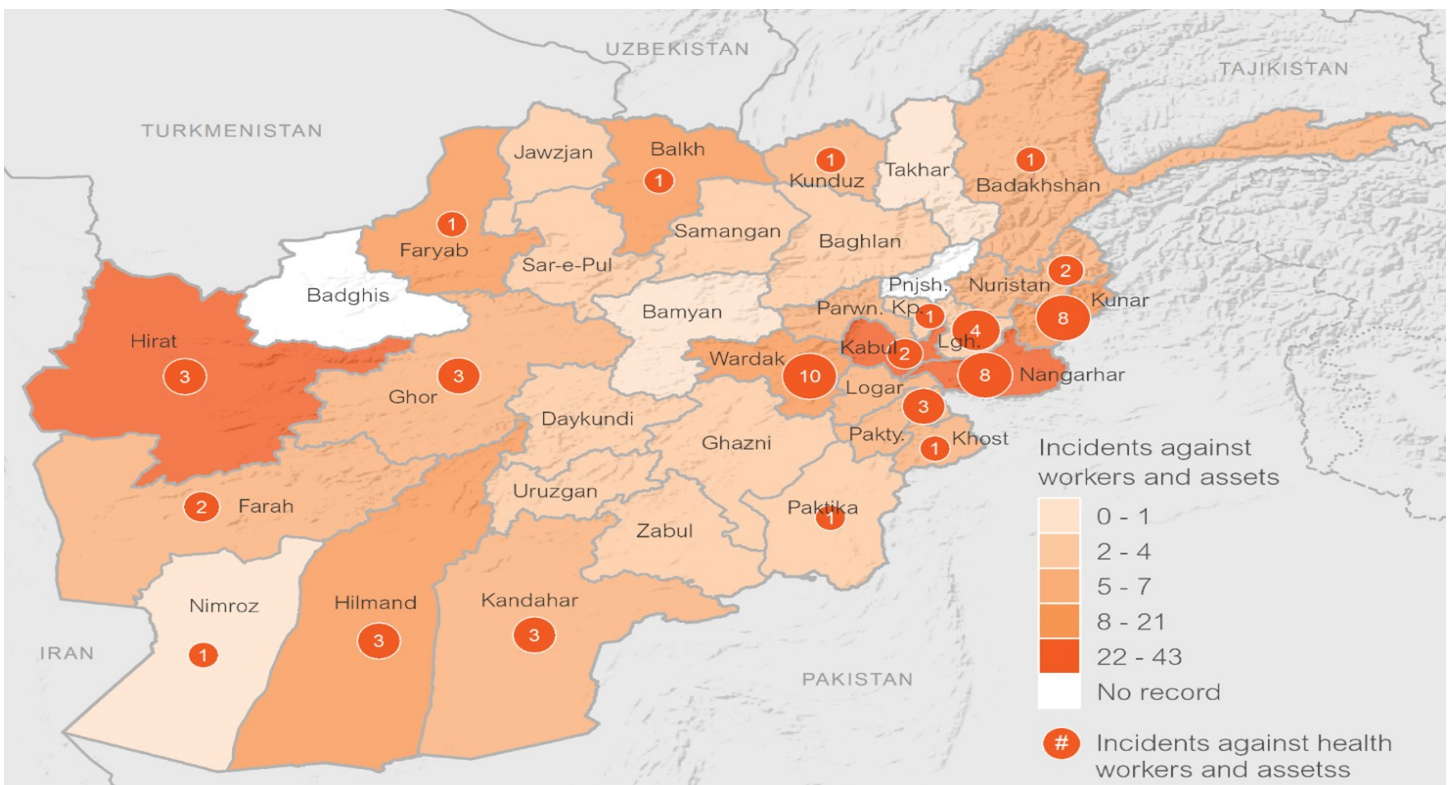 UZBEKISTAN
TAJIKISTAN
TURKMENISTAN
Jawzjan
Balkh
1
1
Kunduz
Takhar
1
Badakhshan
1
Faryab
Samangan
Baghlan
Sar-e-Pul
Badghis
Pnjsh.
Nuristan
2
Kunar
Bamyan
Parwn.
Kp.
1
8
4
Hirat
3
Kabul
2
Lgh.
Wardak
10
8
Nangarhar
Ghor
3
Logar
3
Daykundi
Ghazni
Pakty.
Khost
1
Uruzgan
Farah
2
Paktika
1
Zabul
Nimroz
1
Hilmand
3
Kandahar
3
IRAN
PAKISTAN
Incidents against
workers and assets
0 - 1
2 - 4
5 - 7
8 - 21
22 - 43
No record
# Incidents against health
workers and assetss